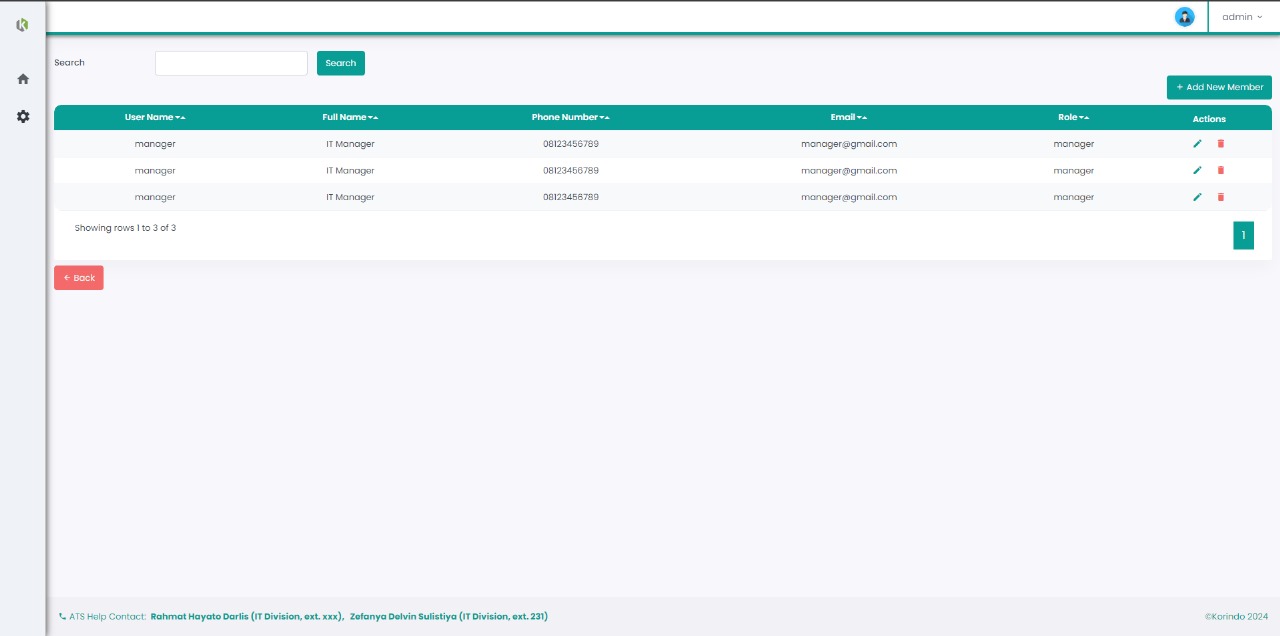 admin
Search Search
+ Add New Member
User Name Full Name Phone Number Email Role Actions
manager IT Manager 08123456789 manager@gmail.com manager
manager IT Manager 08123456789 manager@gmail.com manager
manager IT Manager 08123456789 manager@gmail.com manager
Showing rows 1 to 3 of 3
1
← Back
ATS Help Contact: Rahmat Hayato Darlis (IT Division, ext. xxx), Zefanya Delvin Sulistiya (IT Division, ext. 231) ©Korindo 2024